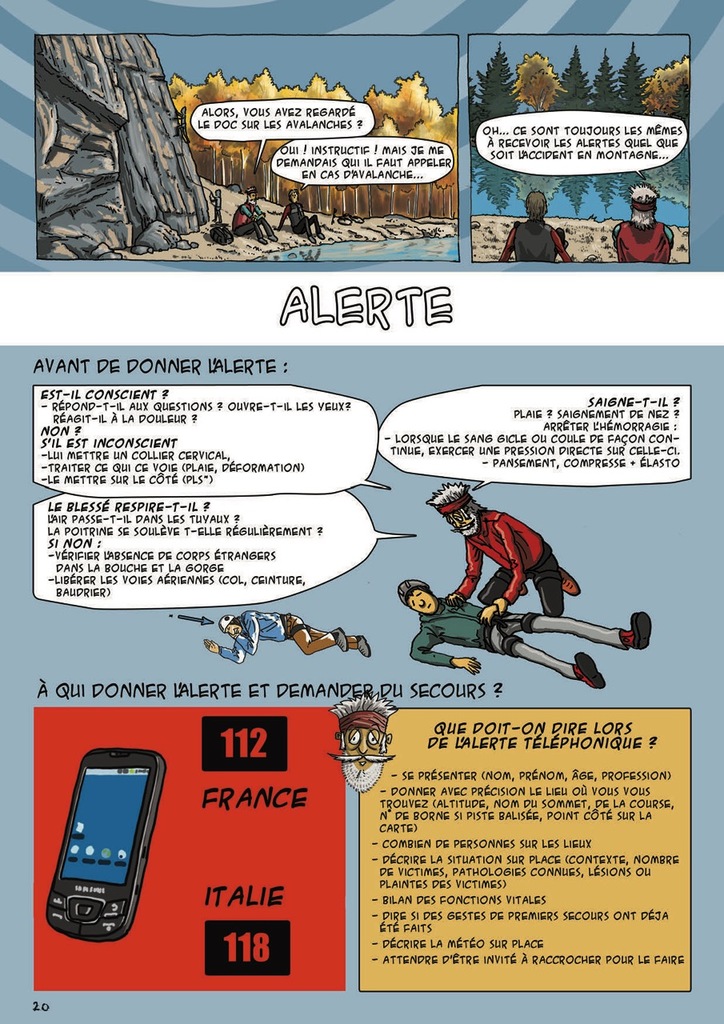 ALORS, VOUS AVEZ REGARDÉ
LE DOC SUR LES AVALANCHES ?
OUI ! INSTRUCTIF ! MAIS JE ME
DEMANDAIS QUI IL FAUT APPELER
EN CAS D'AVALANCHE...
OH... CE SONT TOUJOURS LES MÊMES
À RECEVOIR LES ALERTES QUEL QUE
SOIT L'ACCIDENT EN MONTAGNE...
ALERTE
AVANT DE DONNER L'ALERTE :
EST-IL CONSCIENT ?
- RÉPOND-T-IL AUX QUESTIONS ? OUVRE-T-IL LES YEUX?
RÉAGIT-IL À LA DOULEUR ?
NON ?
S'IL EST INCONSCIENT
-LUI METTRE UN COLLIER CERVICAL,
-TRAITER CE QUI CE VOIE (PLAIE, DÉFORMATION)
-LE METTRE SUR LE CÔTÉ (PLS")
SAIGNE-T-IL ?
PLAIE ? SAIGNEMENT DE NEZ ?
ARRÊTER L'HÉMORRAGIE :
- LORSQUE LE SANG GICLE OU COULE DE FAÇON CON-
TINUE, EXERCER UNE PRESSION DIRECTE SUR CELLE-CI.
- PANSEMENT, COMPRESSE + ÉLASTO
LE BLESSÉ RESPIRE-T-IL ?
L'AIR PASSE-T-IL DANS LES TUYAUX ?
LA POITRINE SE SOULÈVE T-ELLE RÉGULIÈREMENT ?
SI NON :
-VÉRIFIER L'ABSENCE DE CORPS ÉTRANGERS
DANS LA BOUCHE ET LA GORGE
-LIBÉRER LES VOIES AÉRIENNES (COL, CEINTURE,
BAUDRIER)
À QUI DONNER L'ALERTE ET DEMANDER DU SECOURS ?
112
FRANCE
ITALIE
118
SAMSUNG
QUE DOIT-ON DIRE LORS
DE L'ALERTE TÉLÉPHONIQUE ?
- SE PRÉSENTER (NOM, PRÉNOM, ÂGE, PROFESSION)
- DONNER AVEC PRÉCISION LE LIEU OÙ VOUS VOUS
TROUVEZ (ALTITUDE, NOM DU SOMMET, DE LA COURSE,
N° DE BORNE SI PISTE BALISÉE, POINT CÔTÉ SUR LA
CARTE)
- COMBIEN DE PERSONNES SUR LES LIEUX
- DÉCRIRE LA SITUATION SUR PLACE (CONTEXTE, NOMBRE
DE VICTIMES, PATHOLOGIES CONNUES, LÉSIONS OU
PLAINTES DES VICTIMES)
- BILAN DES FONCTIONS VITALES
- DIRE SI DES GESTES DE PREMIERS SECOURS ONT DÉJA
ÉTÉ FAITS
- DÉCRIRE LA MÉTÉO SUR PLACE
- ATTENDRE D'ÊTRE INVITÉ À RACCROCHER POUR LE FAIRE
20